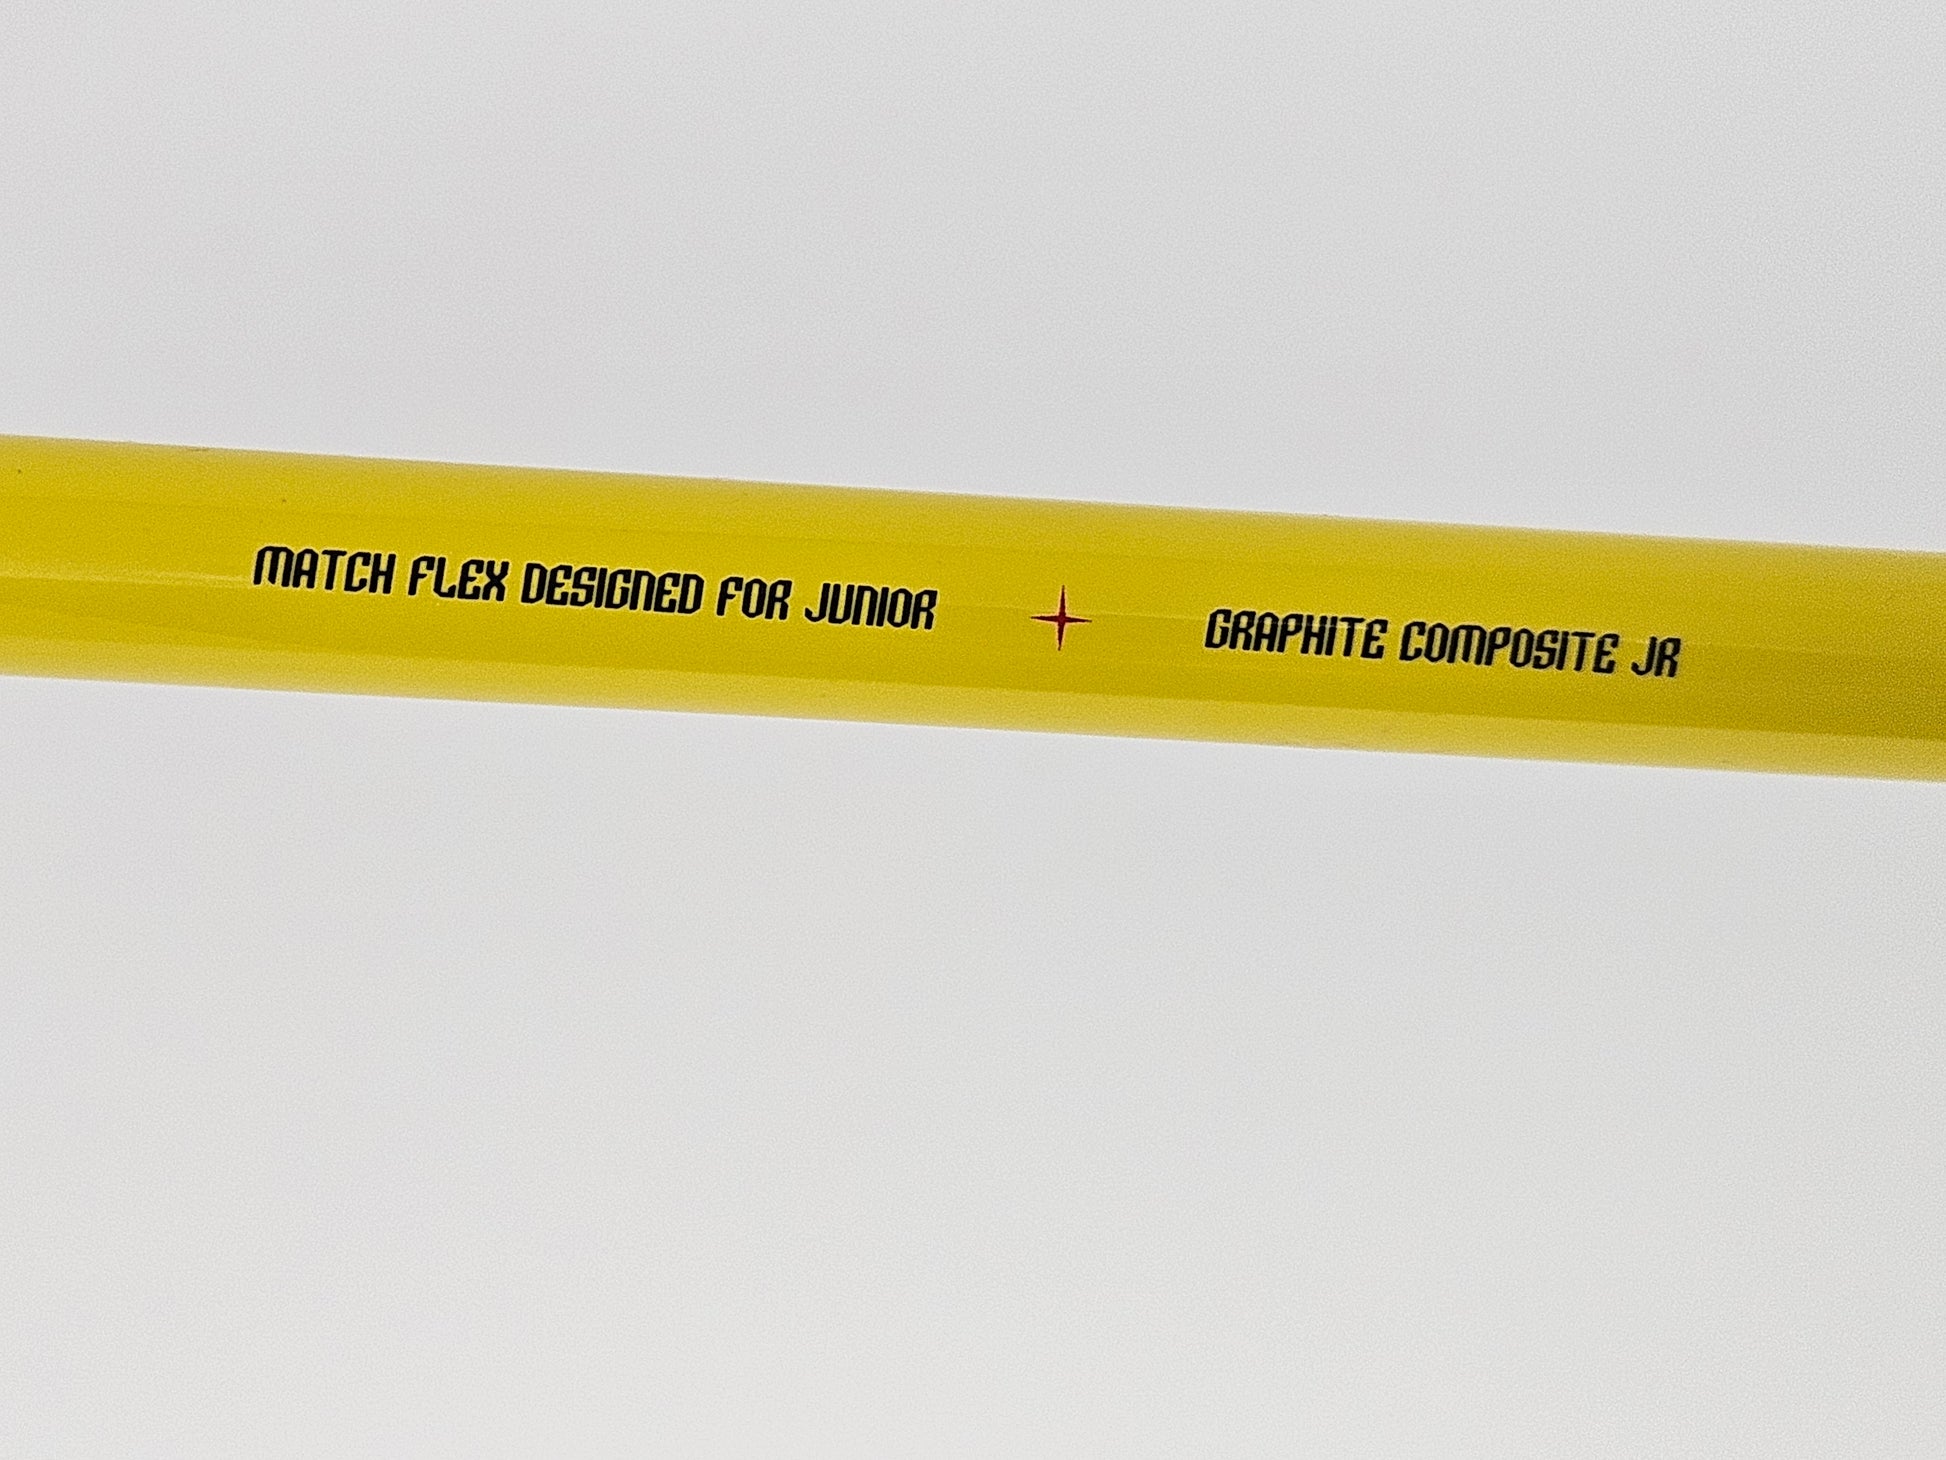 MATCH FLEX DESIGNED FOR JUNIOR GRAPHITE COMPOSITE JR